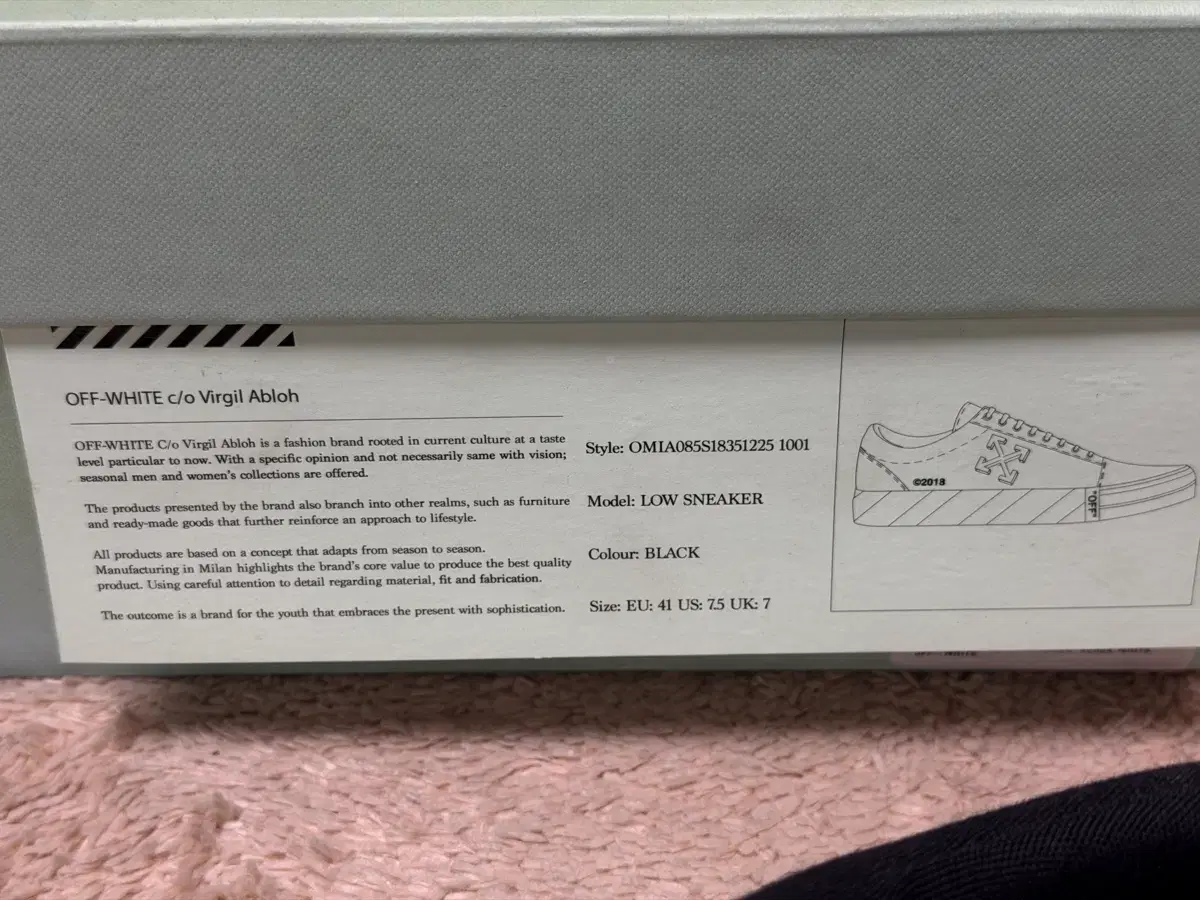 OFF-WHITE c/o Virgil Abloh
OFF-WHITE C/o Virgil Abloh is a fashion brand rooted in current culture at a taste
level particular to now. With a specific opinion and not necessarily same with vision;
seasonal men and women's collections are offered.
The products presented by the brand also branch into other realms, such as furniture
and ready-made goods that further reinforce an approach to lifestyle.
All products are based on a concept that adapts from season to season.
Manufacturing in Milan highlights the brand's core value to produce the best quality
product. Using careful attention to detail regarding material, fit and fabrication.
The outcome is a brand for the youth that embraces the present with sophistication.
Style: OMIA085S18351225 1001
Model: LOW SNEAKER
Colour: BLACK
Size: EU: 41 US: 7.5 UK: 7
©2018
"OFF"